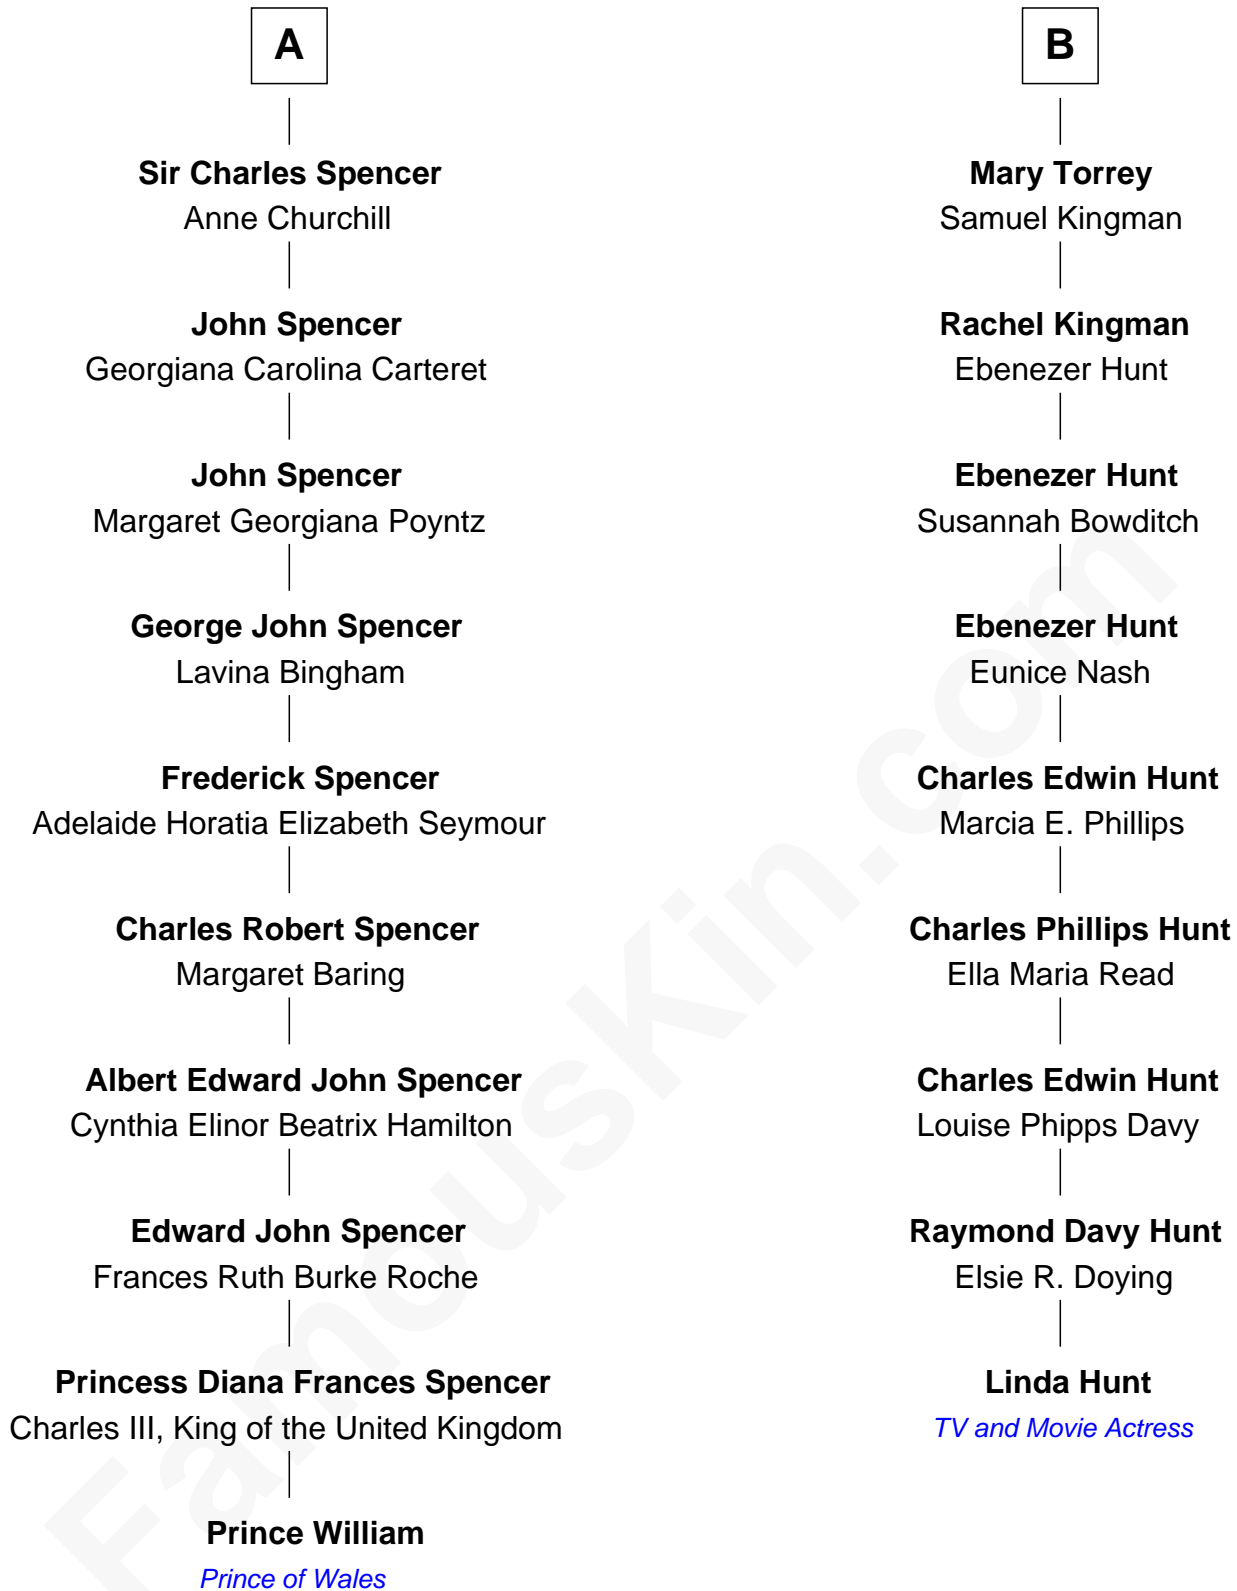 A
Sir Charles Spencer
Anne Churchill
John Spencer
Georgiana Carolina Carteret
John Spencer
Margaret Georgiana Poyntz
George John Spencer
Lavina Bingham
Frederick Spencer
Adelaide Horatia Elizabeth Seymour
Charles Robert Spencer
Margaret Baring
Albert Edward John Spencer
Cynthia Elinor Beatrix Hamilton
Edward John Spencer
Frances Ruth Burke Roche
Princess Diana Frances Spencer
Charles III, King of the United Kingdom
Prince William
Prince of Wales
B
Mary Torrey
Samuel Kingman
Rachel Kingman
Ebenezer Hunt
Ebenezer Hunt
Susannah Bowditch
Ebenezer Hunt
Eunice Nash
Charles Edwin Hunt
Marcia E. Phillips
Charles Phillips Hunt
Ella Maria Read
Charles Edwin Hunt
Louise Phipps Davy
Raymond Davy Hunt
Elsie R. Doying
Linda Hunt
TV and Movie Actress
FamousKin.com